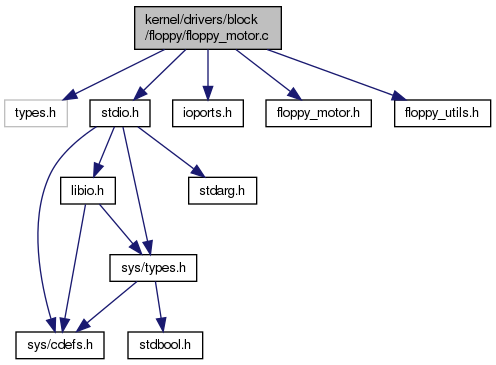 kernel/drivers/block
/floppy/floppy_motor.c
types.h
stdio.h
ioports.h
floppy_motor.h
floppy_utils.h
libio.h
stdarg.h
sys/types.h
sys/cdefs.h
stdbool.h